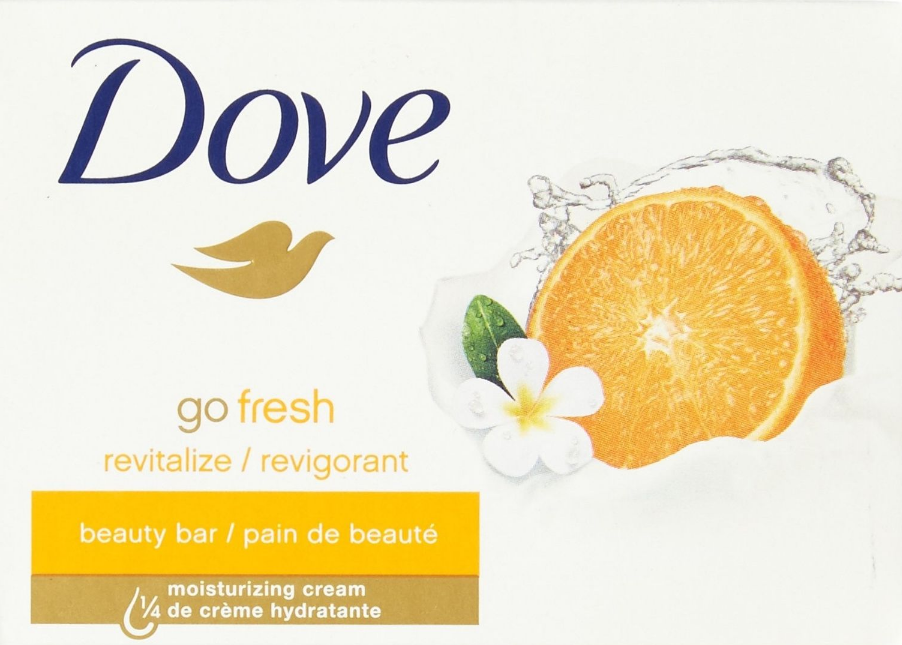 Dove
go fresh
revitalize / revigorant
beauty bar / pain de beauté
1/4 moisturizing cream
de crème hydratante